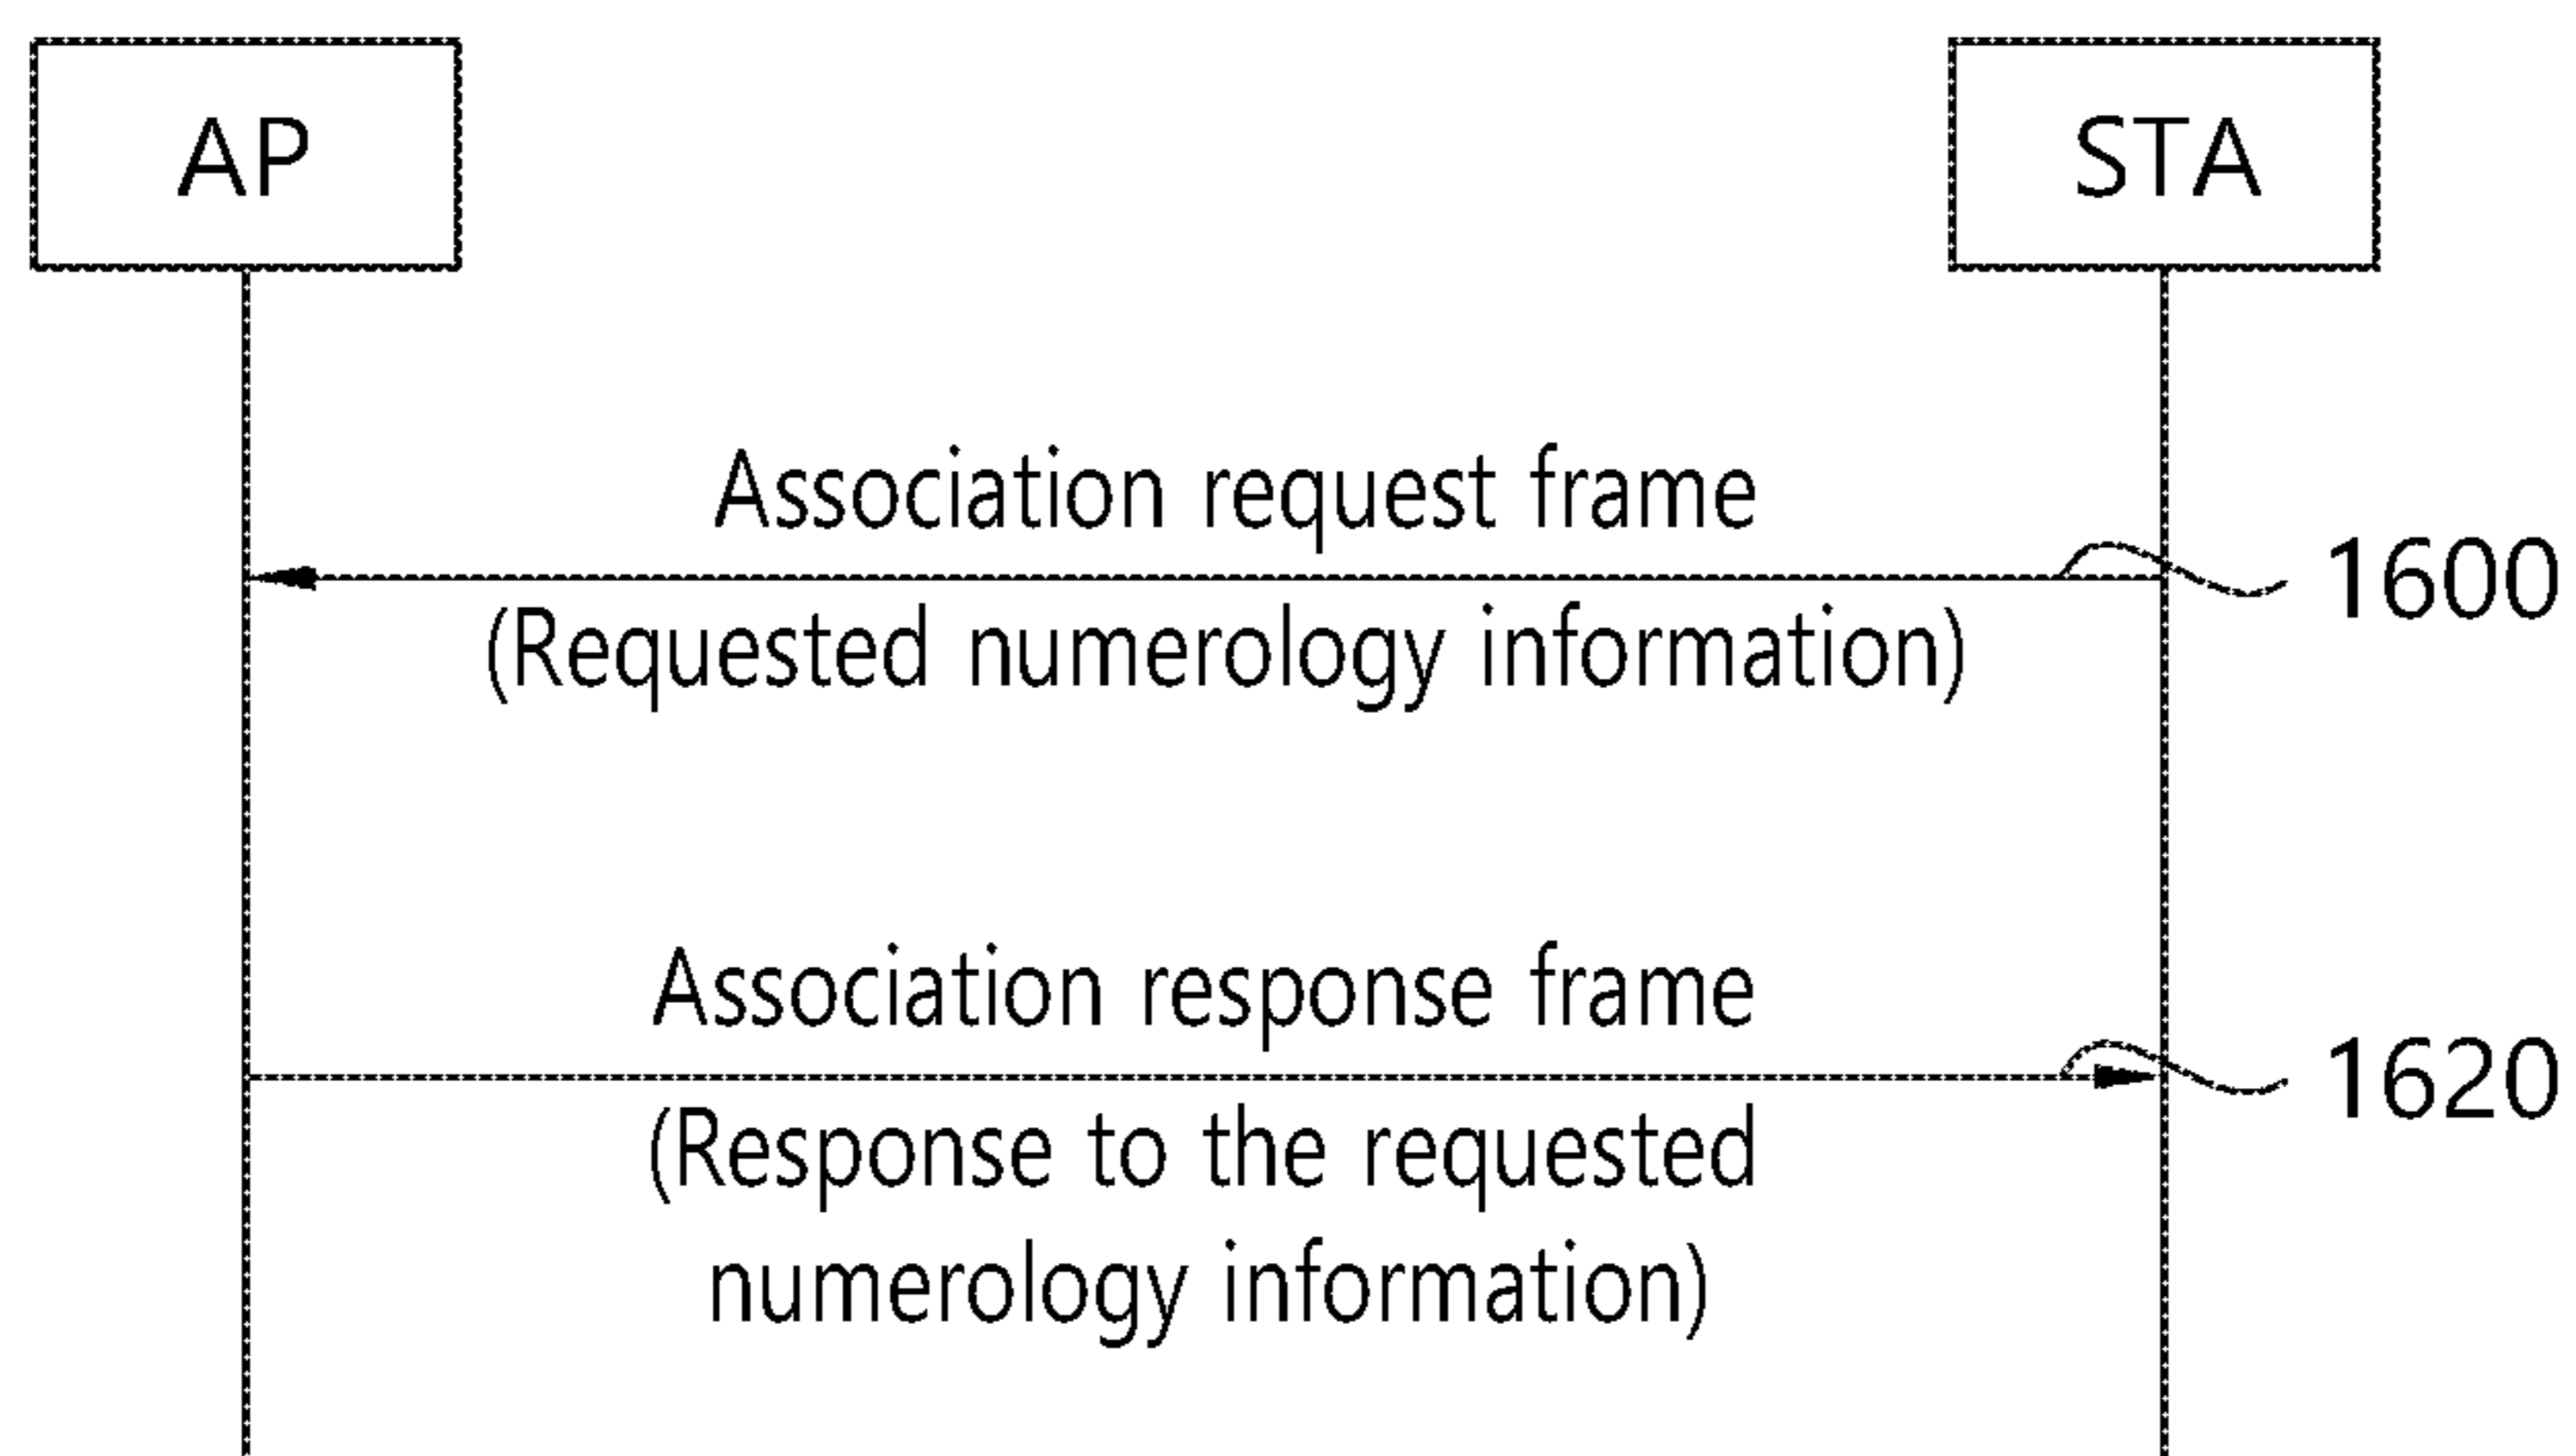 AP
STA
Association request frame
1600
(Requested numerology information)
Association response frame
1620
(Response to the requested
numerology information)